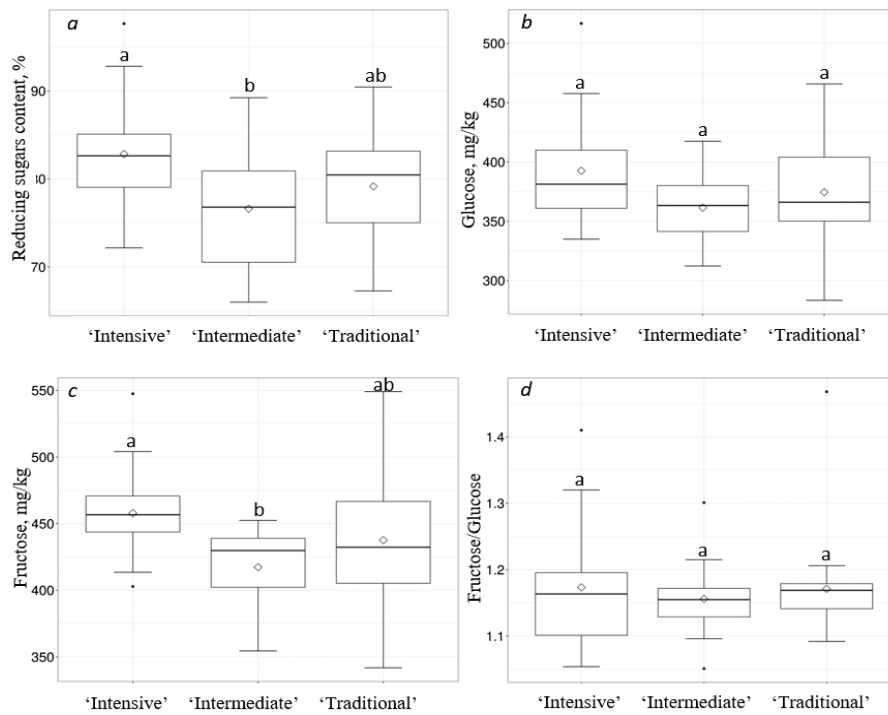 a
a
b
ab
90
80
70
Reducing sugars content, %
‘Intensive’ ‘Intermediate’ ‘Traditional’
b
a
a
a
500
450
400
350
300
Glucose, mg/kg
‘Intensive’ ‘Intermediate’ ‘Traditional’
c
a
b
ab
550
500
450
400
350
Fructose, mg/kg
‘Intensive’ ‘Intermediate’ ‘Traditional’
d
a
a
a
1.4
1.3
1.2
1.1
Fructose/Glucose
‘Intensive’ ‘Intermediate’ ‘Traditional’